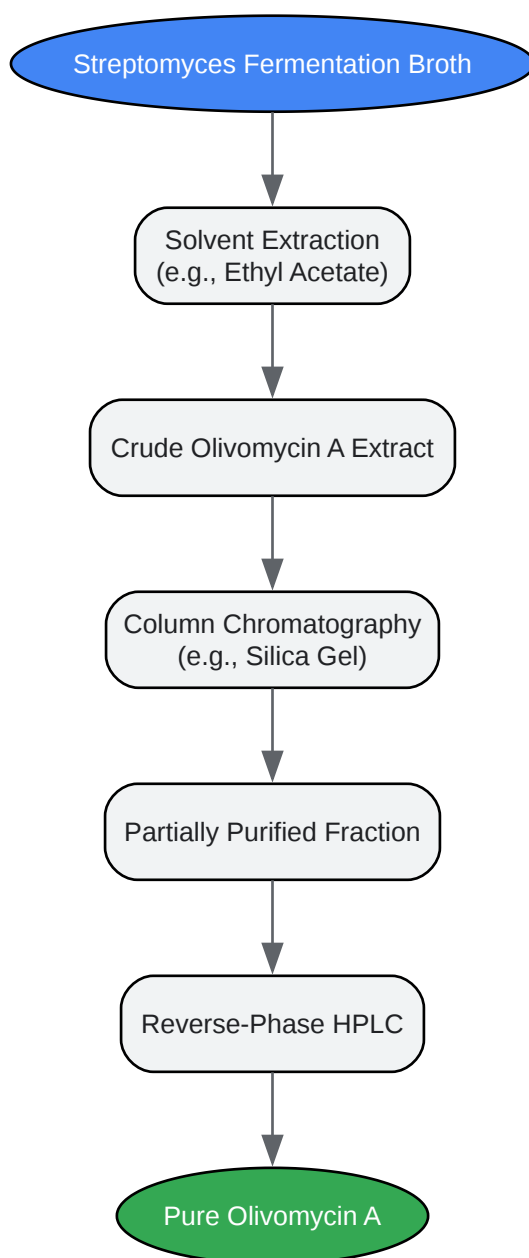 Streptomyces Fermentation Broth
Solvent Extraction
(e.g., Ethyl Acetate)
Crude Olivomycin A Extract
Column Chromatography
(e.g., Silica Gel)
Partially Purified Fraction
Reverse-Phase HPLC
Pure Olivomycin A